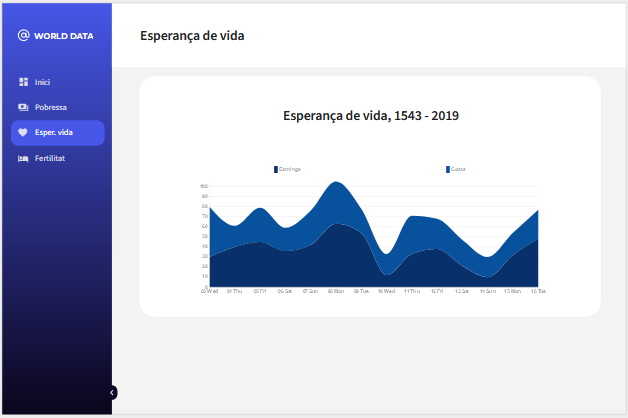 WORLD DATA
Esperança de vida
Inici
Pobressa
Esper. vida
Fertilitat
Esperança de vida, 1543 - 2019
Earnings
Costs
100
90
80
70
60
50
40
30
20
10
0
03 Wed 04 Thu 05 Fri 06 Sat 07 Sun 08 Mon 09 Tue 10 Wed 11 Thu 12 Fri 13 Sat 14 Sun 15 Mon 16 Tue